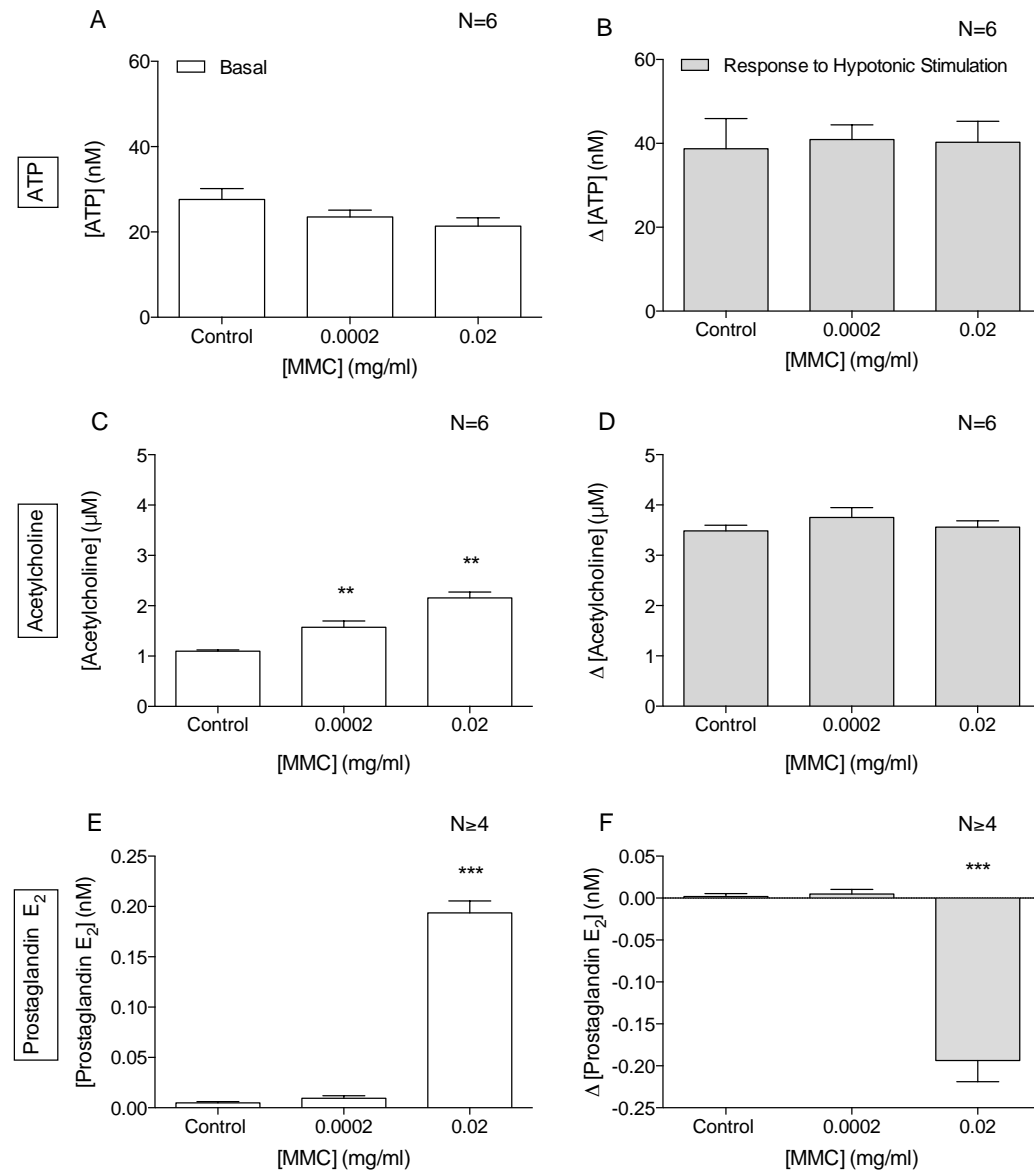 A
N=6
Basal
ATP
[ATP] (nM)
60
40
20
0
Control
0.0002
0.02
[MMC] (mg/ml)
B
N=6
Response to Hypotonic Stimulation
Δ [ATP] (nM)
60
40
20
0
Control
0.0002
0.02
[MMC] (mg/ml)
C
N=6
Acetylcholine
[Acetylcholine] (µM)
5
4
3
2
1
0
**
**
Control
0.0002
0.02
[MMC] (mg/ml)
D
N=6
Δ [Acetylcholine] (µM)
5
4
3
2
1
0
Control
0.0002
0.02
[MMC] (mg/ml)
E
N≥4
Prostaglandin E2
[Prostaglandin E2] (nM)
0.25
0.20
0.15
0.10
0.05
0.00
***
Control
0.0002
0.02
[MMC] (mg/ml)
F
N≥4
Δ [Prostaglandin E2] (nM)
0.05
0.00
-0.05
-0.10
-0.15
-0.20
-0.25
***
Control
0.0002
0.02
[MMC] (mg/ml)